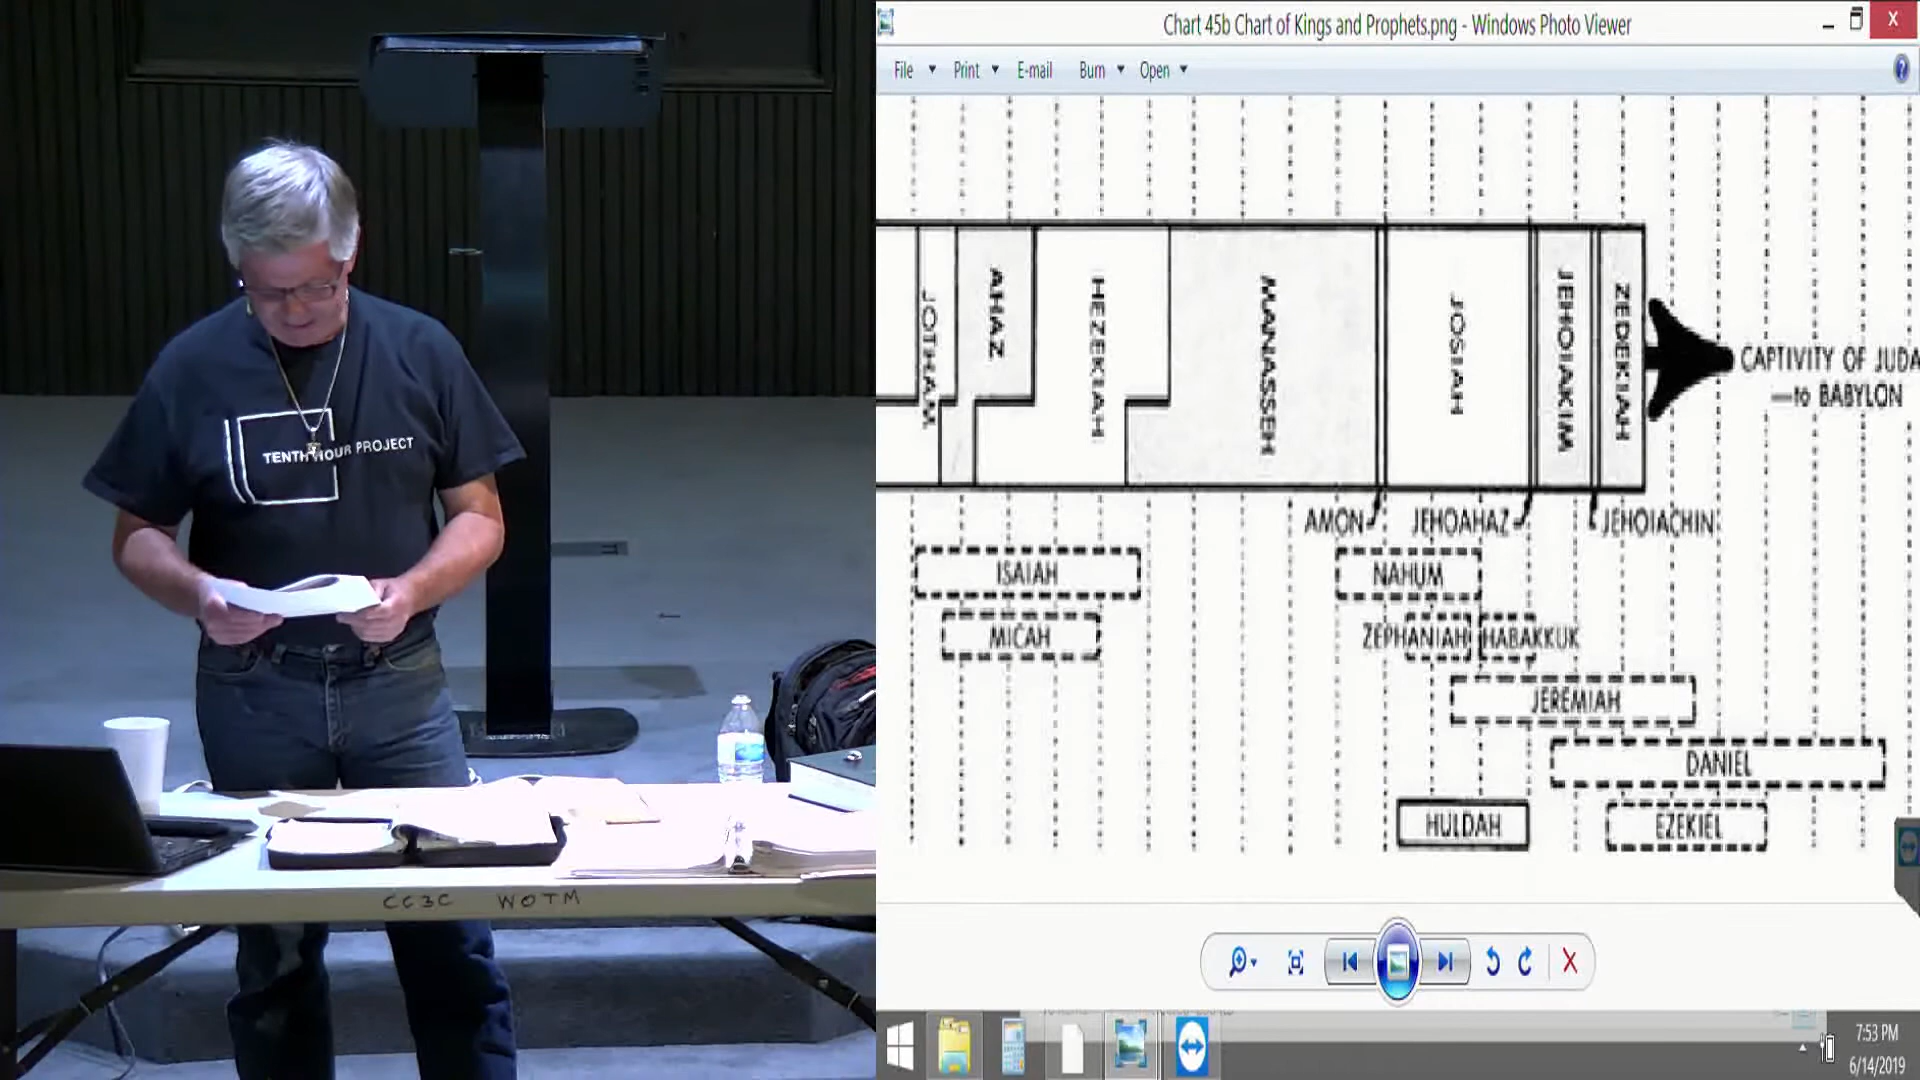 TENTH HOUR PROJECT
CC3C WOTM
Chart 45b Chart of Kings and Prophets.png - Windows Photo Viewer
File Print E-mail Burn Open
JOTHAM
AHAZ
HEZEKIAH
MANASSEH
JOSIAH
JEHOIAKIM
ZEDEKIAH
CAPTIVITY OF JUDA
—to BABYLON
AMON JEHOAHAZ JEHOIACHIN
ISAIAH NAHUM
MICAH ZEPHANIAH HABAKKUK
JEREMIAH
DANIEL
HULDAH EZEKIEL
7:53 PM
6/14/2019